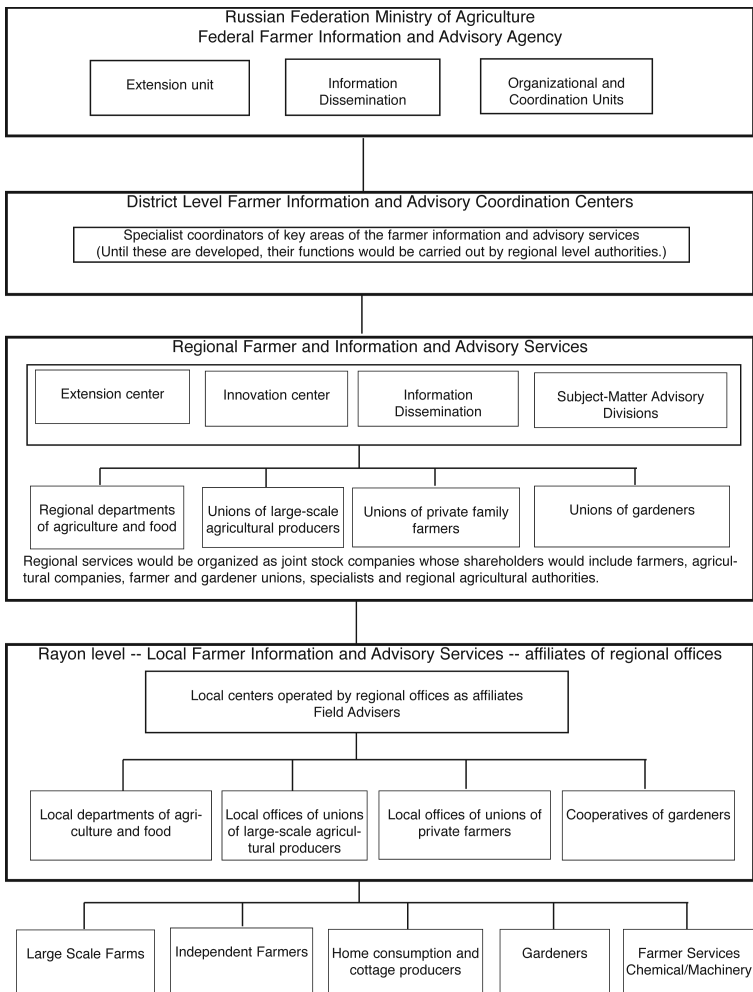 Russian Federation Ministry of Agriculture
Federal Farmer Information and Advisory Agency
Extension unit
Information
Dissemination
Organizational and
Coordination Units
District Level Farmer Information and Advisory Coordination Centers
Specialist coordinators of key areas of the farmer information and advisory services
(Until these are developed, their functions would be carried out by regional level authorities.)
Regional Farmer and Information and Advisory Services
Extension center
Innovation center
Information
Dissemination
Subject-Matter Advisory
Divisions
Regional departments
of agriculture and food
Unions of large-scale
agricultural producers
Unions of private family
farmers
Unions of gardeners
Regional services would be organized as joint stock companies whose shareholders would include farmers, agricul-
tural companies, farmer and gardener unions, specialists and regional agricultural authorities.
Rayon level -- Local Farmer Information and Advisory Services -- affiliates of regional offices
Local centers operated by regional offices as affiliates
Field Advisers
Local departments of agri-
culture and food
Local offices of unions
of large-scale agricul-
tural producers
Local offices of unions of
private farmers
Cooperatives of gardeners
Large Scale Farms
Independent Farmers
Home consumption and
cottage producers
Gardeners
Farmer Services
Chemical/Machinery